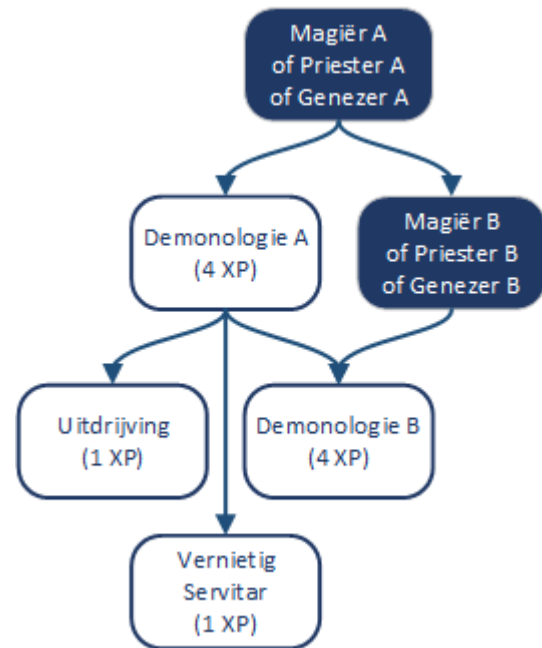 Magiër A
of Priester A
of Genezer A
Demonologie A
(4 XP)
Magiër B
of Priester B
of Genezer B
Uitdrijving
(1 XP)
Demonologie B
(4 XP)
Vernietig
Servitar
(1 XP)